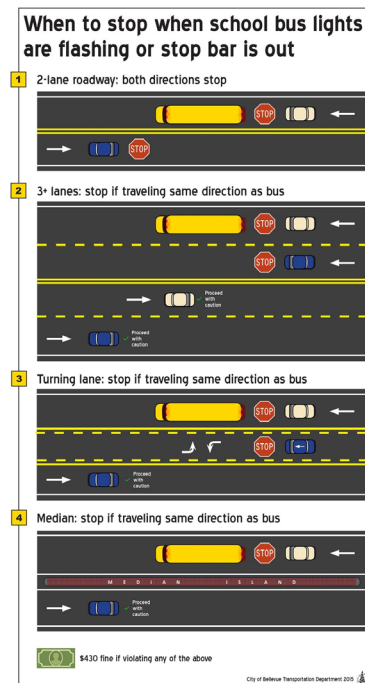 When to stop when school bus lights
are flashing or stop bar is out
1 2-lane roadway: both directions stop
STOP
STOP
2 3+ lanes: stop if traveling same direction as bus
STOP
STOP
Proceed
with
caution
Proceed
with
caution
3 Turning lane: stop if traveling same direction as bus
STOP
STOP
Proceed
with
caution
4 Median: stop if traveling same direction as bus
STOP
MEDIAN ISLAND
Proceed
with
caution
$430 fine if violating any of the above
City of Bellevue Transportation Department 2015